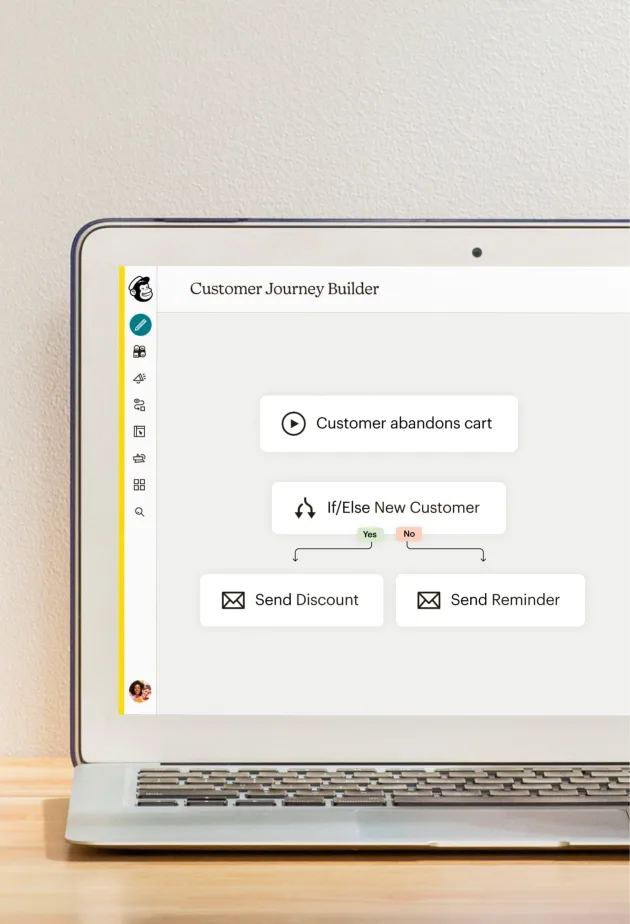 Customer Journey Builder
Customer abandons cart
If/Else New Customer
Yes
No
Send Discount
Send Reminder